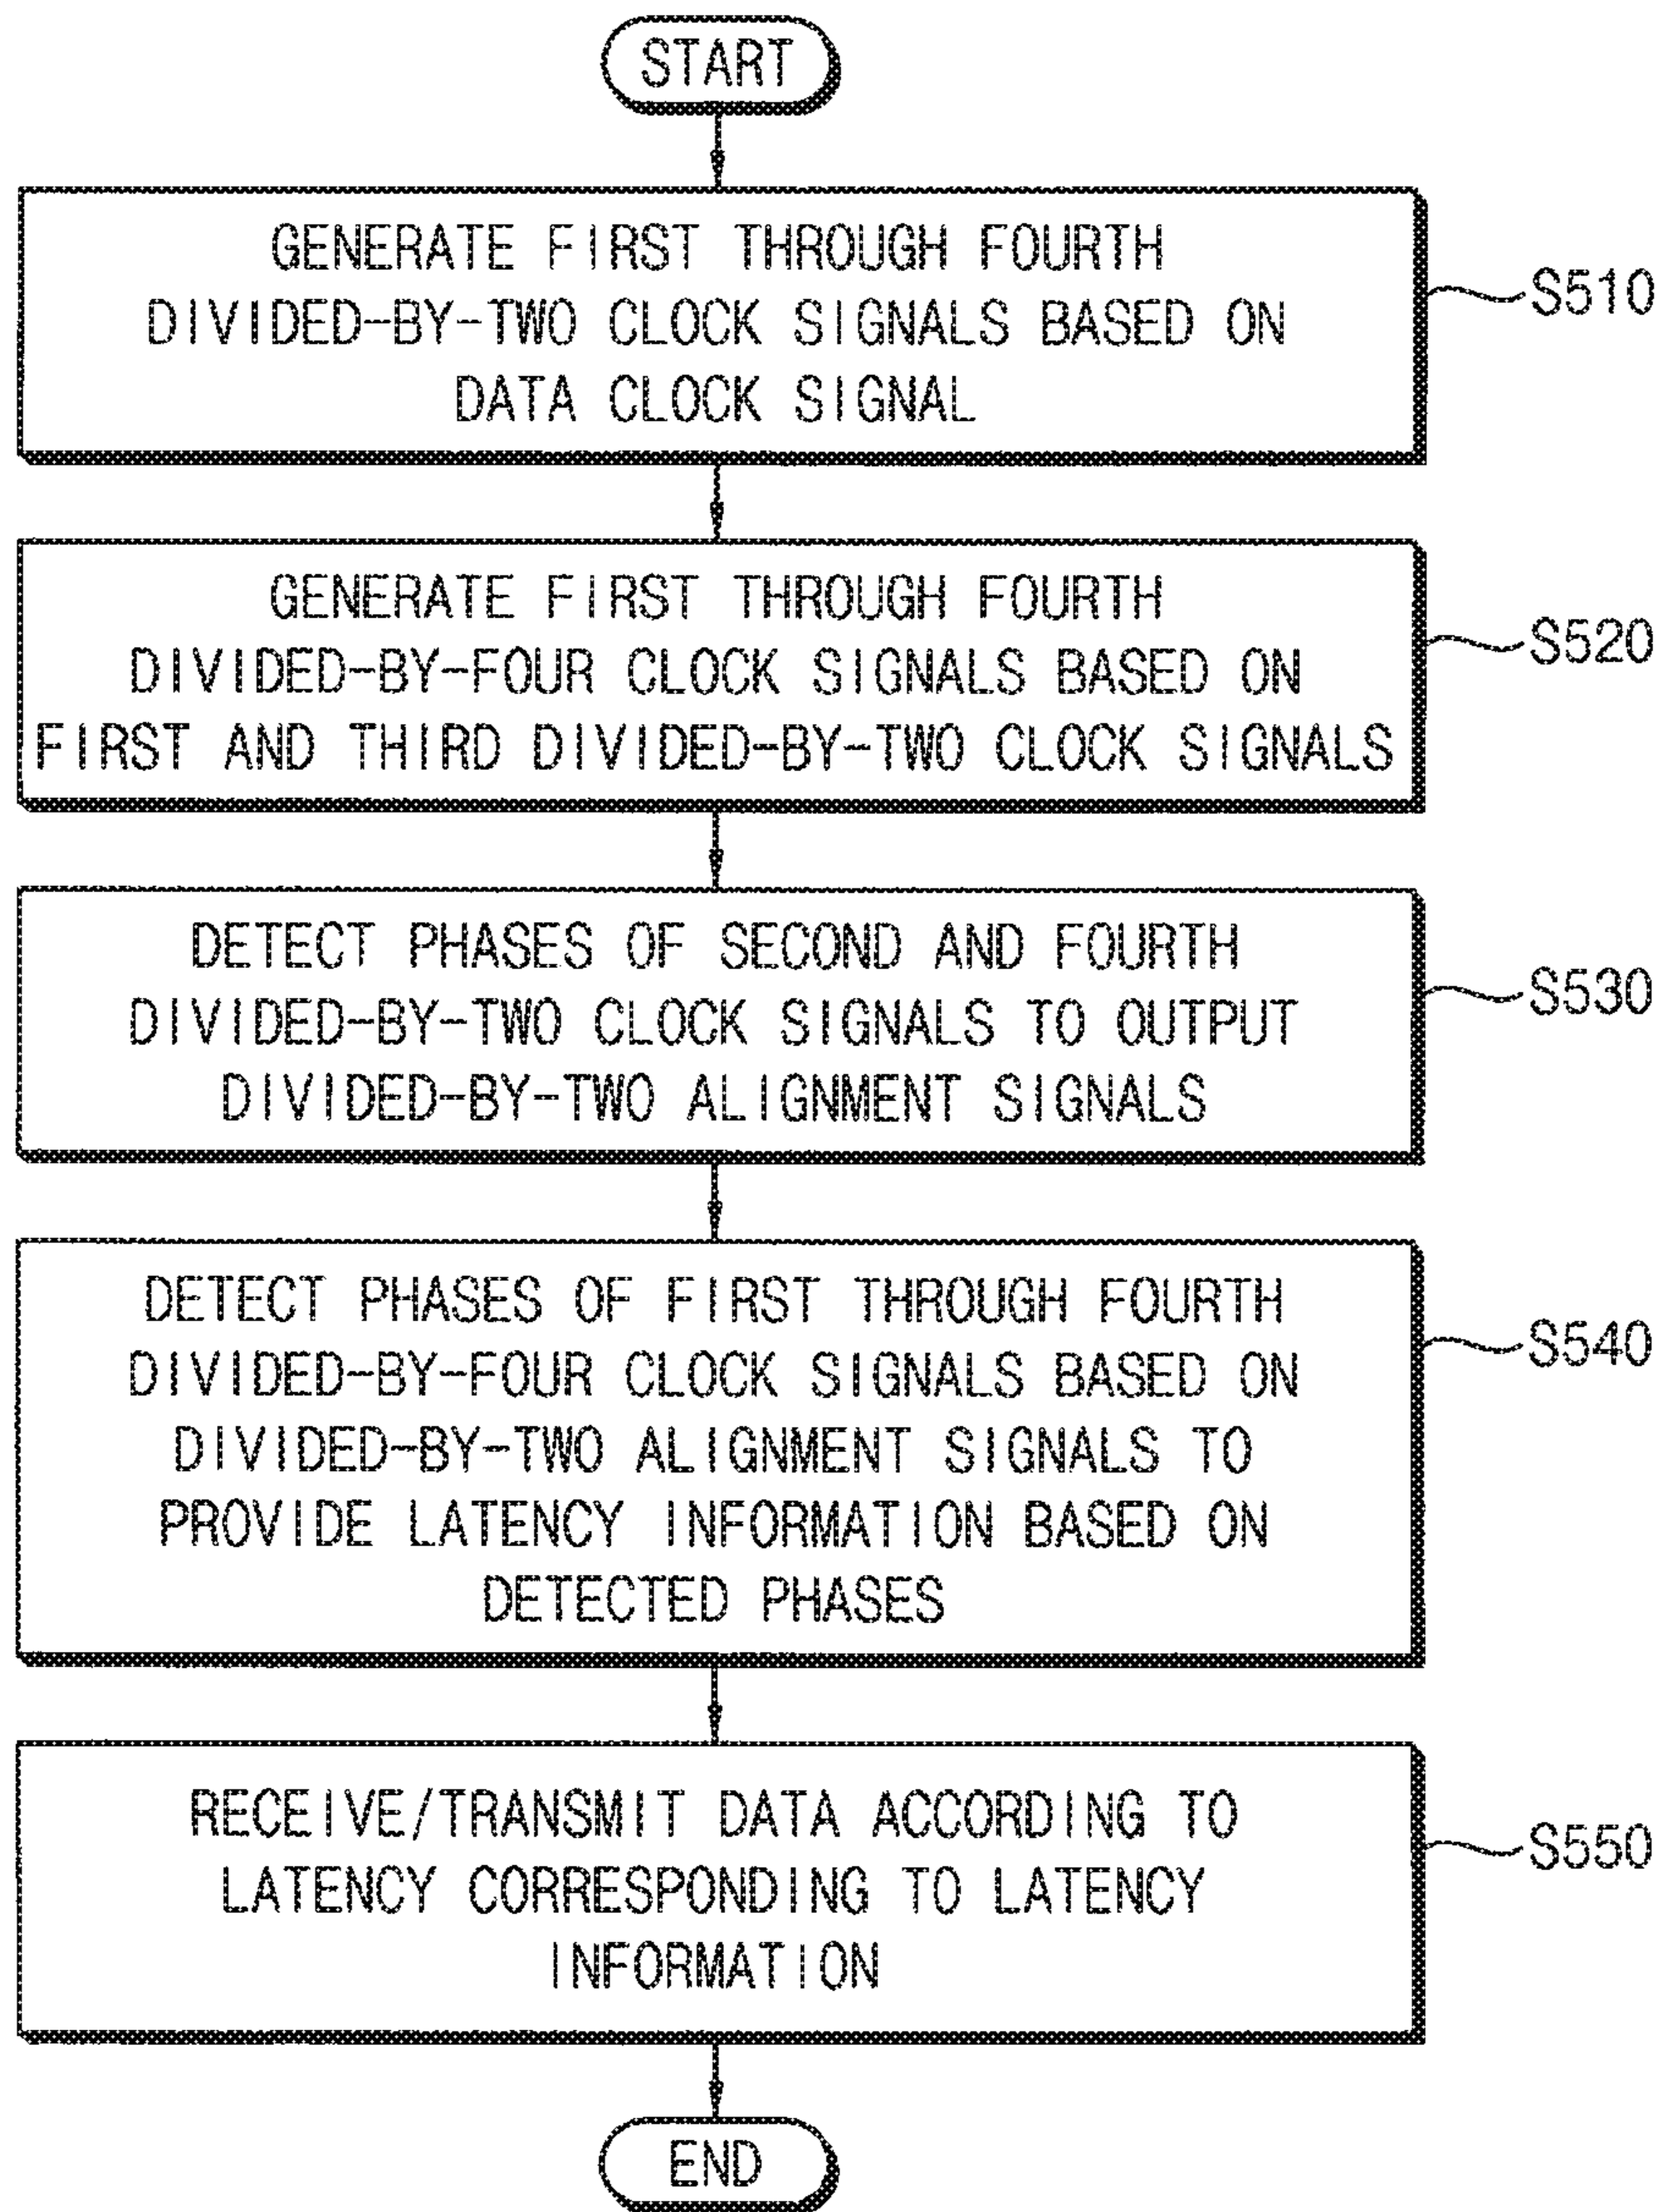 START
GENERATE FIRST THROUGH FOURTH
DIVIDED-BY-TWO CLOCK SIGNALS BASED ON
DATA CLOCK SIGNAL
S510
GENERATE FIRST THROUGH FOURTH
DIVIDED-BY-FOUR CLOCK SIGNALS BASED ON
FIRST AND THIRD DIVIDED-BY-TWO CLOCK SIGNALS
S520
DETECT PHASES OF SECOND AND FOURTH
DIVIDED-BY-TWO CLOCK SIGNALS TO OUTPUT
DIVIDED-BY-TWO ALIGNMENT SIGNALS
S530
DETECT PHASES OF FIRST THROUGH FOURTH
DIVIDED-BY-FOUR CLOCK SIGNALS BASED ON
DIVIDED-BY-TWO ALIGNMENT SIGNALS TO
PROVIDE LATENCY INFORMATION BASED ON
DETECTED PHASES
S540
RECEIVE/TRANSMIT DATA ACCORDING TO
LATENCY CORRESPONDING TO LATENCY
INFORMATION
S550
END